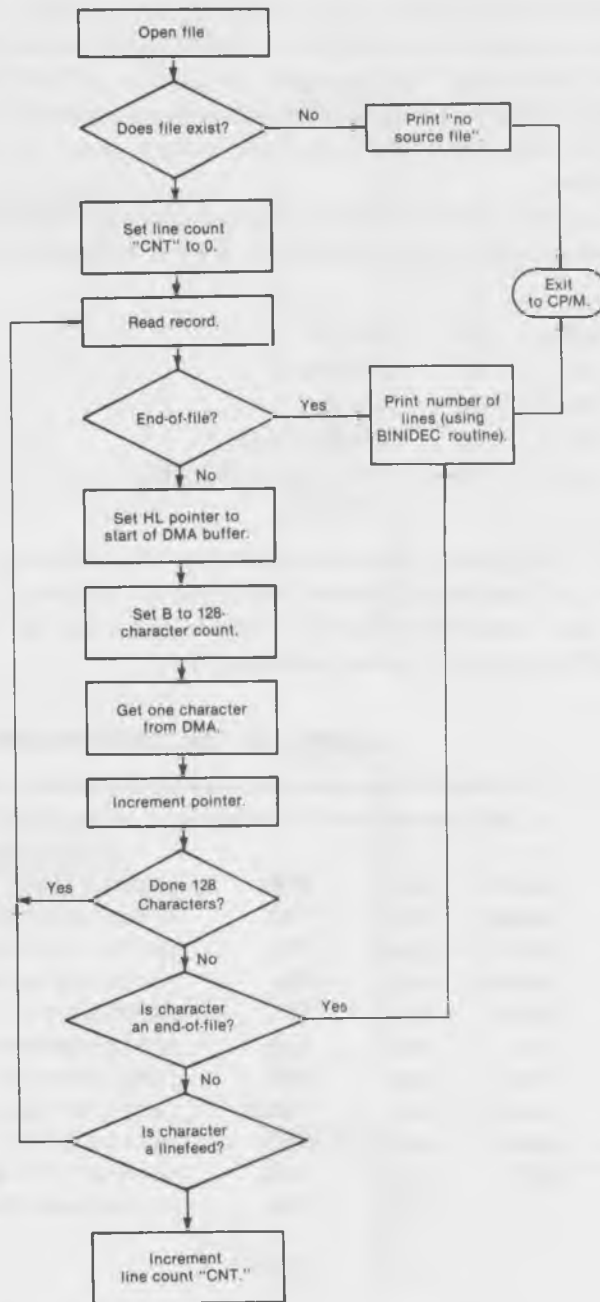 Open file
Does file exist?
No
Print "no
source file".
Set line count
"CNT" to 0.
Exit
to CP/M.
Read record.
End-of-file?
Yes
Print number of
lines (using
BINIDEC routine).
No
Set HL pointer to
start of DMA buffer.
Set B to 128-
character count.
Get one character
from DMA.
Increment pointer.
Yes
Done 128
Characters?
No
Is character
an end-of-file?
Yes
No
Is character
a linefeed?
Increment
line count "CNT."